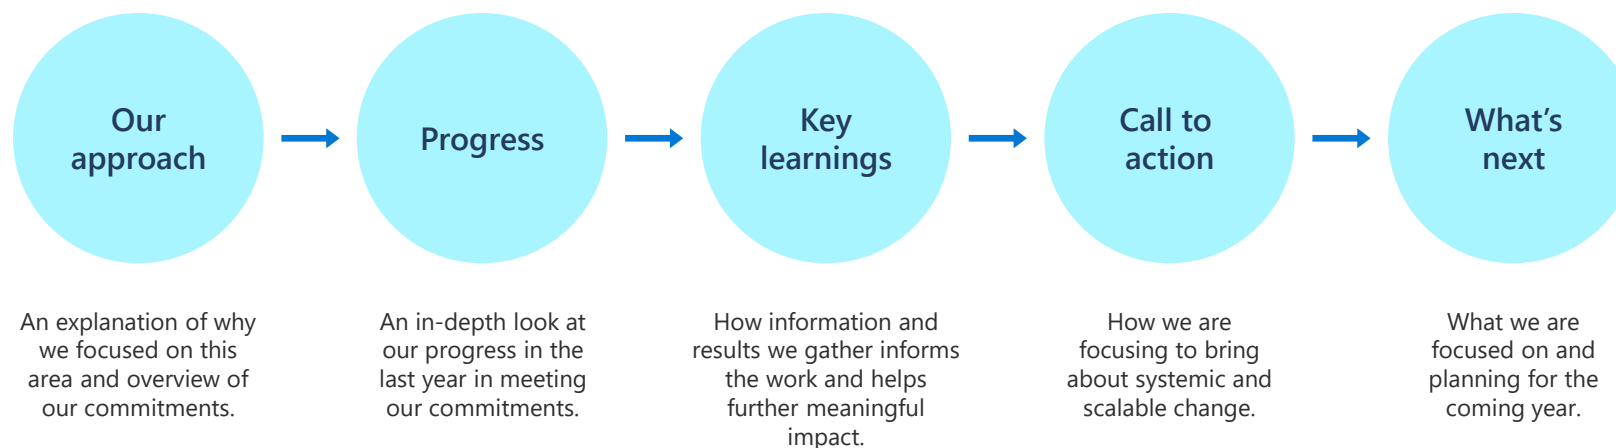 Our
approach
Progress
Key
learnings
Call to
action
What’s
next
An explanation of why
we focused on this
area and overview of
our commitments.
An in-depth look at
our progress in the
last year in meeting
our commitments.
How information and
results we gather informs
the work and helps
further meaningful
impact.
How we are
focusing to bring
about systemic and
scalable change.
What we are
focused on and
planning for the
coming year.